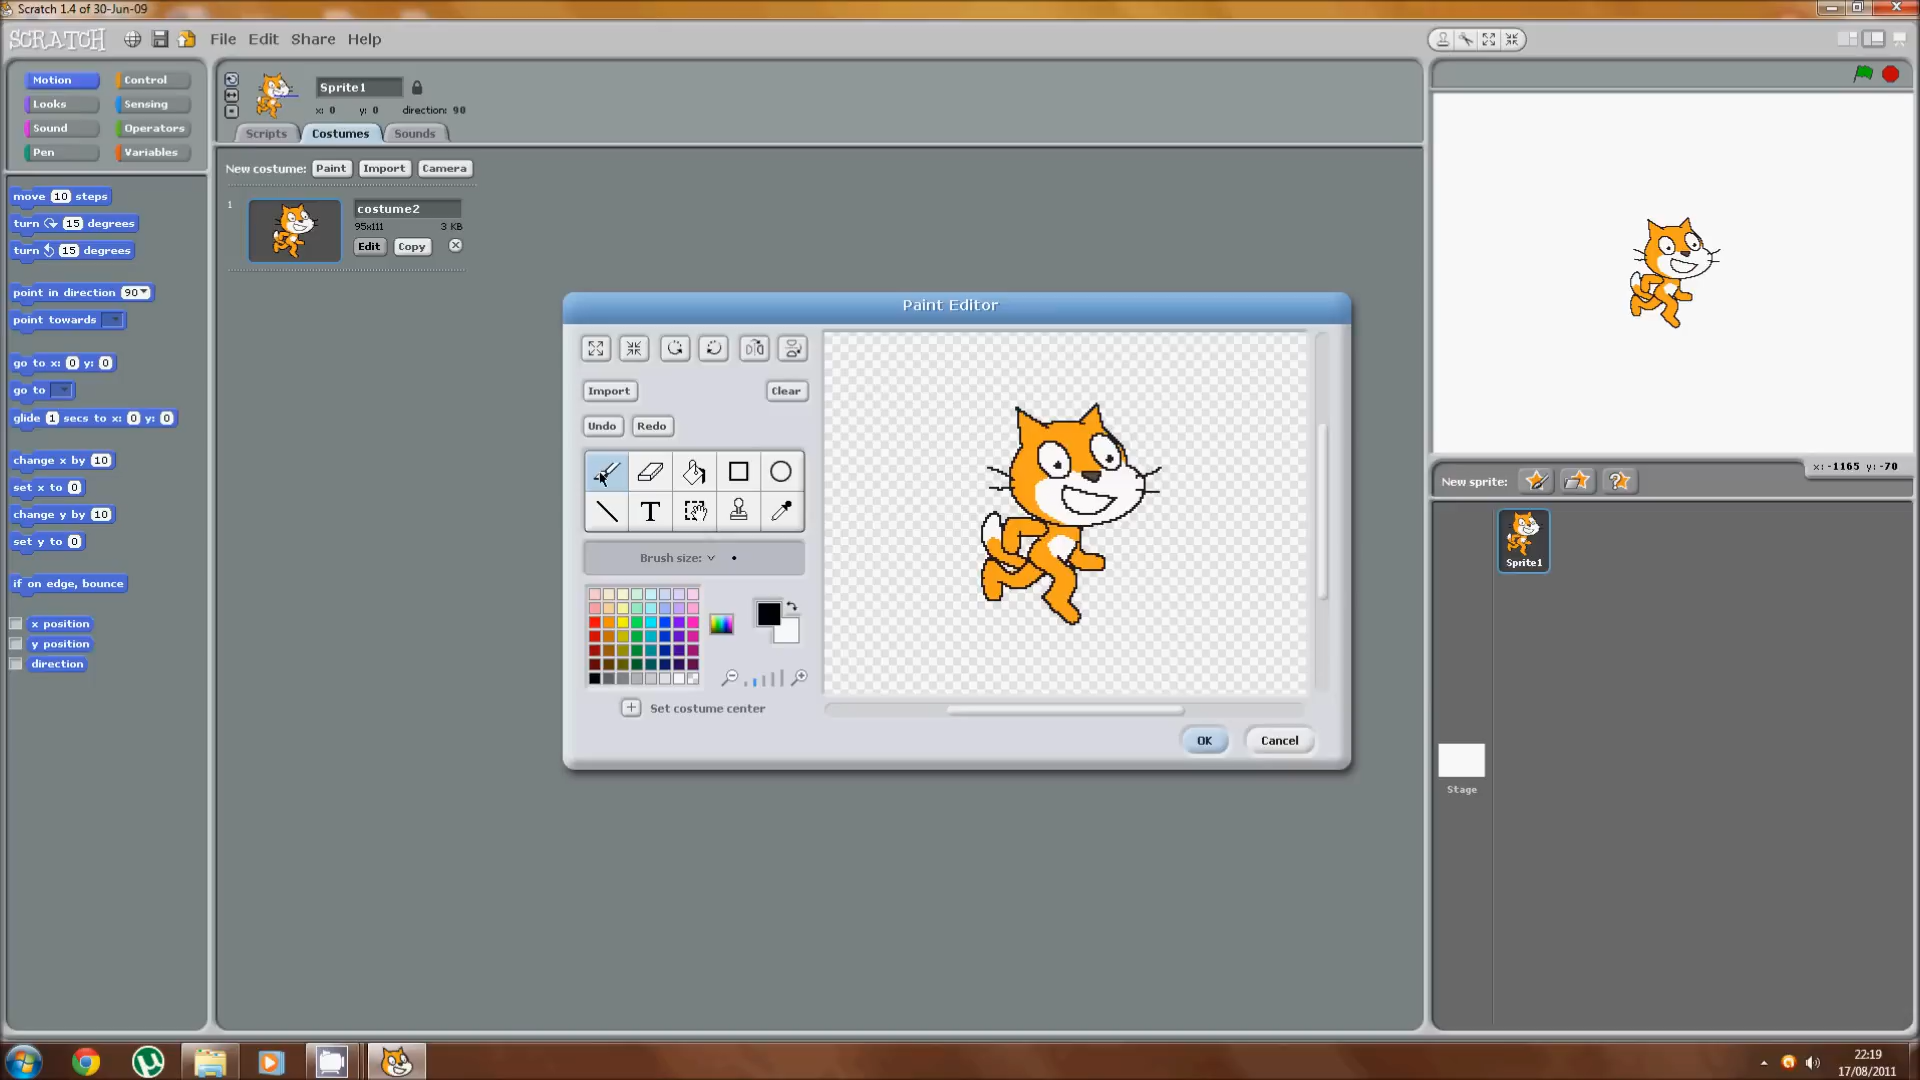 Scratch 1.4 of 30-Jun-09
SCRATCH File Edit Share Help
Motion Control
Looks Sensing
Sound Operators
Pen Variables
move 10 steps
turn 15 degrees
turn 15 degrees
point in direction 90
point towards
go to x: 0 y: 0
go to
glide 1 secs to x: 0 y: 0
change x by 10
set x to 0
change y by 10
set y to 0
if on edge, bounce
x position
y position
direction
Sprite1
x: 0 y: 0 direction: 90
Scripts Costumes Sounds
New costume: Paint Import Camera
1 costume2
95x111 3 KB
Edit Copy
Paint Editor
Import Clear
Undo Redo
T
Brush size:
Set costume center
OK Cancel
x: -1165 y: -70
New sprite:
Sprite1
Stage
22:19
17/08/2011